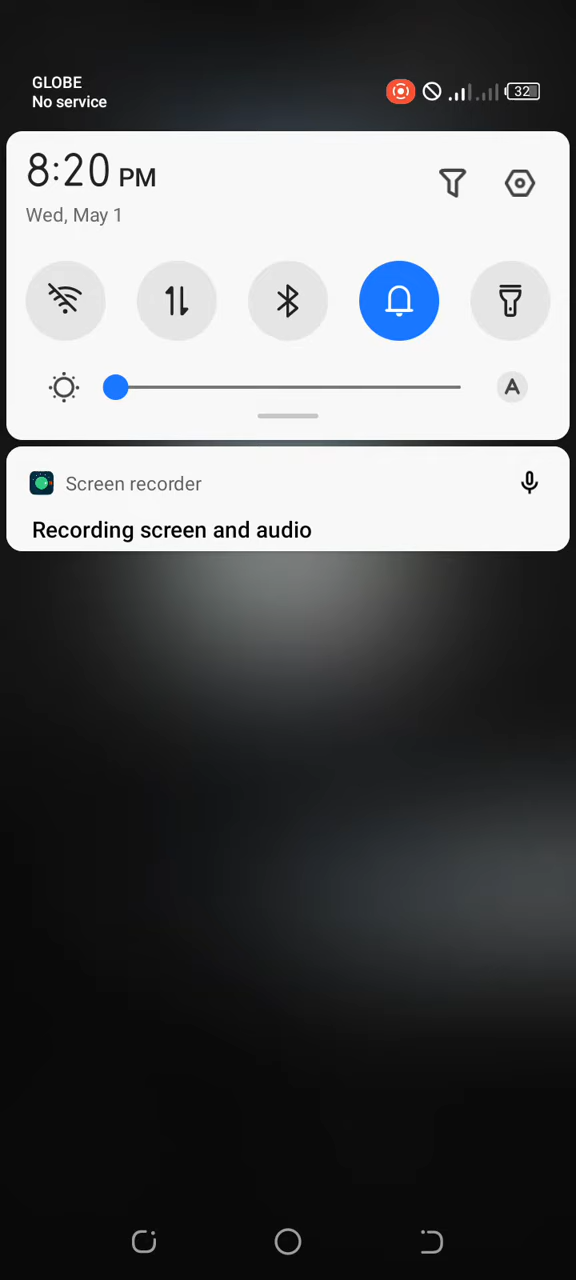 GLOBE
No service
32
8:20 PM
Wed, May 1
A
Screen recorder
Recording screen and audio